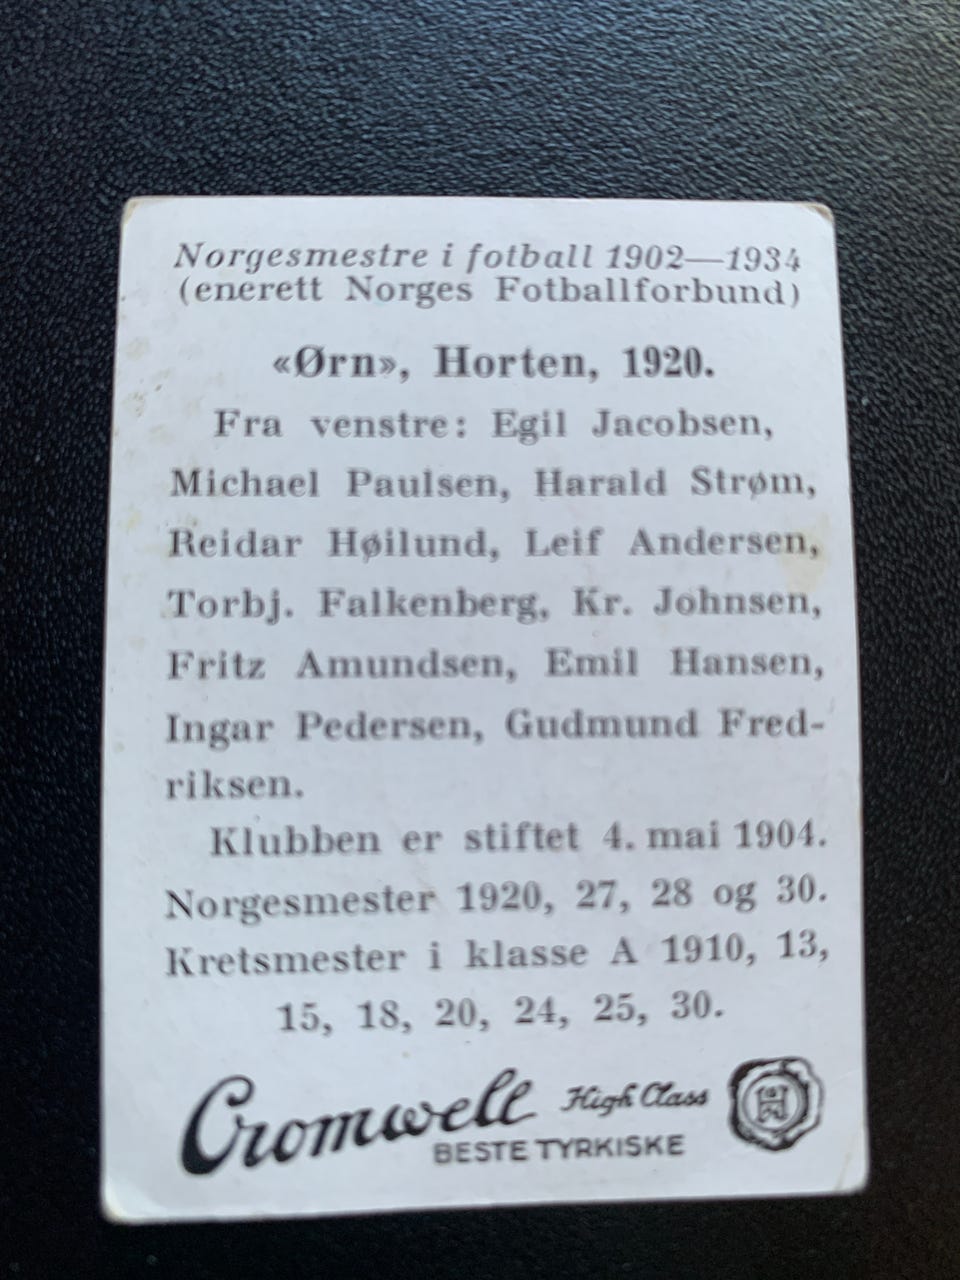 Norgesmestre i fotball 1902—1934
(enerett Norges Fotballforbund)
«Ørn», Horten, 1920.
Fra venstre: Egil Jacobsen,
Michael Paulsen, Harald Strøm,
Reidar Høilund, Leif Andersen,
Torbj. Falkenberg, Kr. Johnsen,
Fritz Amundsen, Emil Hansen,
Ingar Pedersen, Gudmund Fred-
riksen.
Klubben er stiftet 4. mai 1904.
Norgesmester 1920, 27, 28 og 30.
Kretsmester i klasse A 1910, 13,
15, 18, 20, 24, 25, 30.
Cromwell High Class
BESTE TYRKISKE